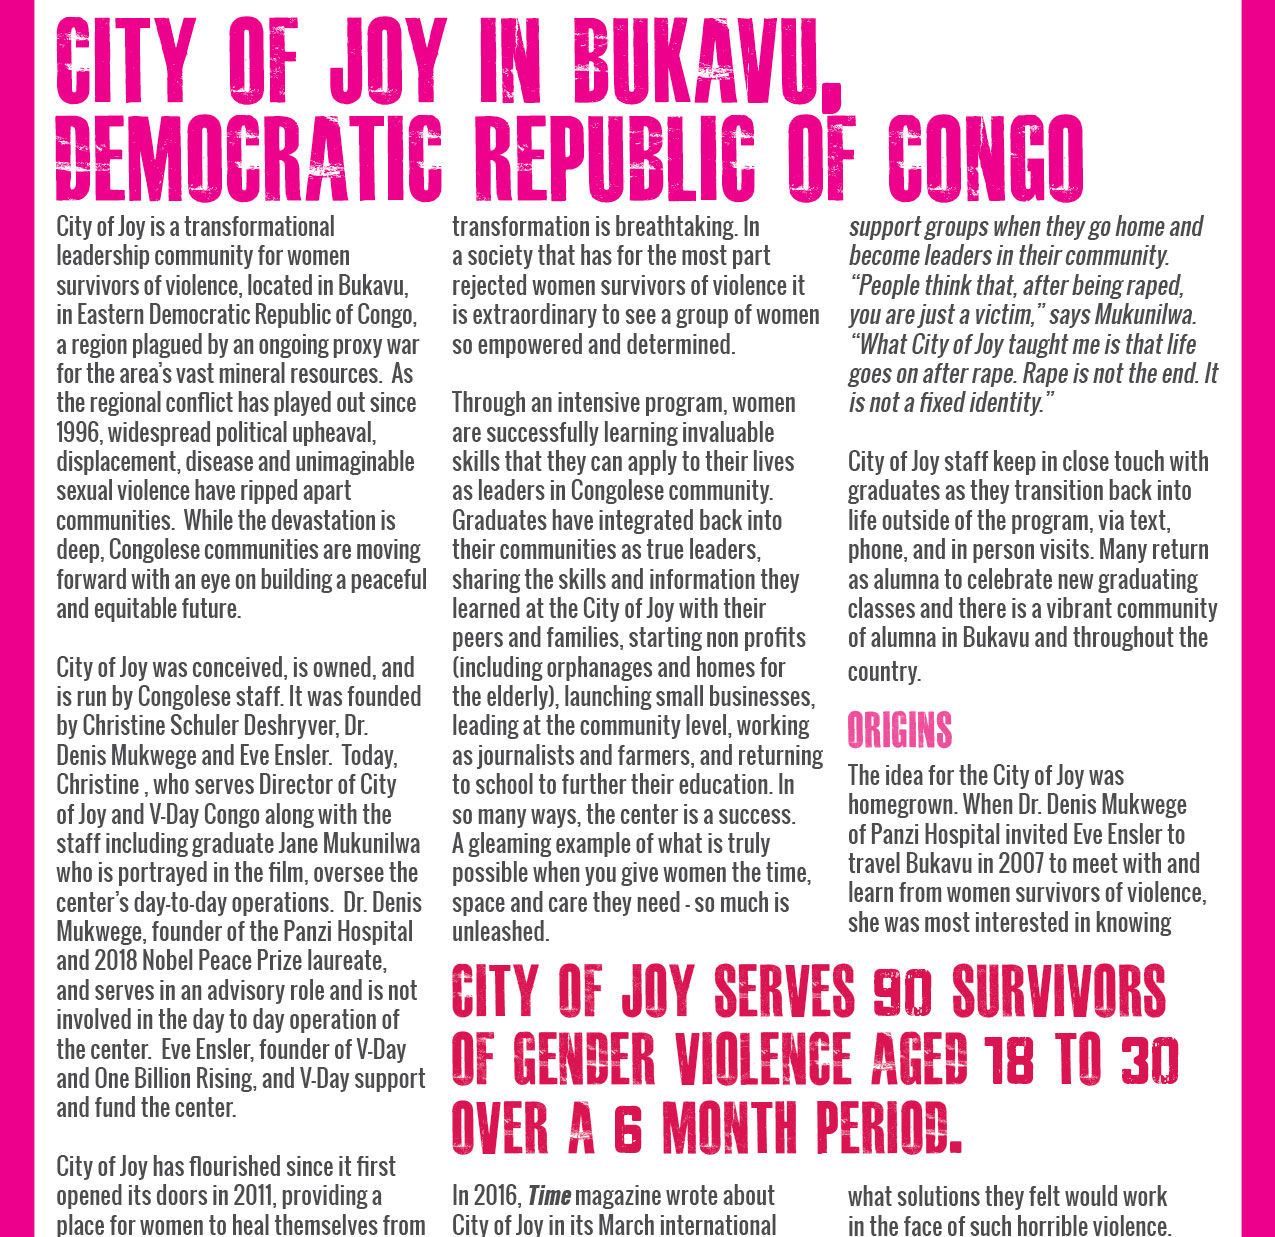 CITY OF JOY IN BUKAVU,
DEMOCRATIC REPUBLIC OF CONGO
City of Joy is a transformational
leadership community for women
survivors of violence, located in Bukavu,
in Eastern Democratic Republic of Congo,
a region plagued by an ongoing proxy war
for the area’s vast mineral resources.  As
the regional conflict has played out since
1996, widespread political upheaval,
displacement, disease and unimaginable
sexual violence have ripped apart
communities.  While the devastation is
deep, Congolese communities are moving
forward with an eye on building a peaceful
and equitable future.
City of Joy was conceived, is owned, and
is run by Congolese staff. It was founded
by Christine Schuler Deshryver, Dr.
Denis Mukwege and Eve Ensler.  Today,
Christine , who serves Director of City
of Joy and V-Day Congo along with the
staff including graduate Jane Mukunilwa
who is portrayed in the film, oversee the
center’s day-to-day operations.  Dr. Denis
Mukwege, founder of the Panzi Hospital
and 2018 Nobel Peace Prize laureate,
and serves in an advisory role and is not
involved in the day to day operation of
the center.  Eve Ensler, founder of V-Day
and One Billion Rising, and V-Day support
and fund the center.
City of Joy has flourished since it first
opened its doors in 2011, providing a
place for women to heal themselves from
transformation is breathtaking. In
a society that has for the most part
rejected women survivors of violence it
is extraordinary to see a group of women
so empowered and determined.
Through an intensive program, women
are successfully learning invaluable
skills that they can apply to their lives
as leaders in Congolese community.
Graduates have integrated back into
their communities as true leaders,
sharing the skills and information they
learned at the City of Joy with their
peers and families, starting non profits
(including orphanages and homes for
the elderly), launching small businesses,
leading at the community level, working
as journalists and farmers, and returning
to school to further their education. In
so many ways, the center is a success.
A gleaming example of what is truly
possible when you give women the time,
space and care they need - so much is
unleashed.
CITY OF JOY SERVES 90 SURVIVORS
OF GENDER VIOLENCE AGED 18 TO 30
OVER A 6 MONTH PERIOD.
In 2016, Time magazine wrote about
City of Joy in its March international
support groups when they go home and
become leaders in their community.
“People think that, after being raped,
you are just a victim,” says Mukunilwa.
“What City of Joy taught me is that life
goes on after rape. Rape is not the end. It
is not a fixed identity.”
City of Joy staff keep in close touch with
graduates as they transition back into
life outside of the program, via text,
phone, and in person visits. Many return
as alumna to celebrate new graduating
classes and there is a vibrant community
of alumna in Bukavu and throughout the
country.
ORIGINS
The idea for the City of Joy was
homegrown. When Dr. Denis Mukwege
of Panzi Hospital invited Eve Ensler to
travel Bukavu in 2007 to meet with and
learn from women survivors of violence,
she was most interested in knowing
what solutions they felt would work
in the face of such horrible violence.